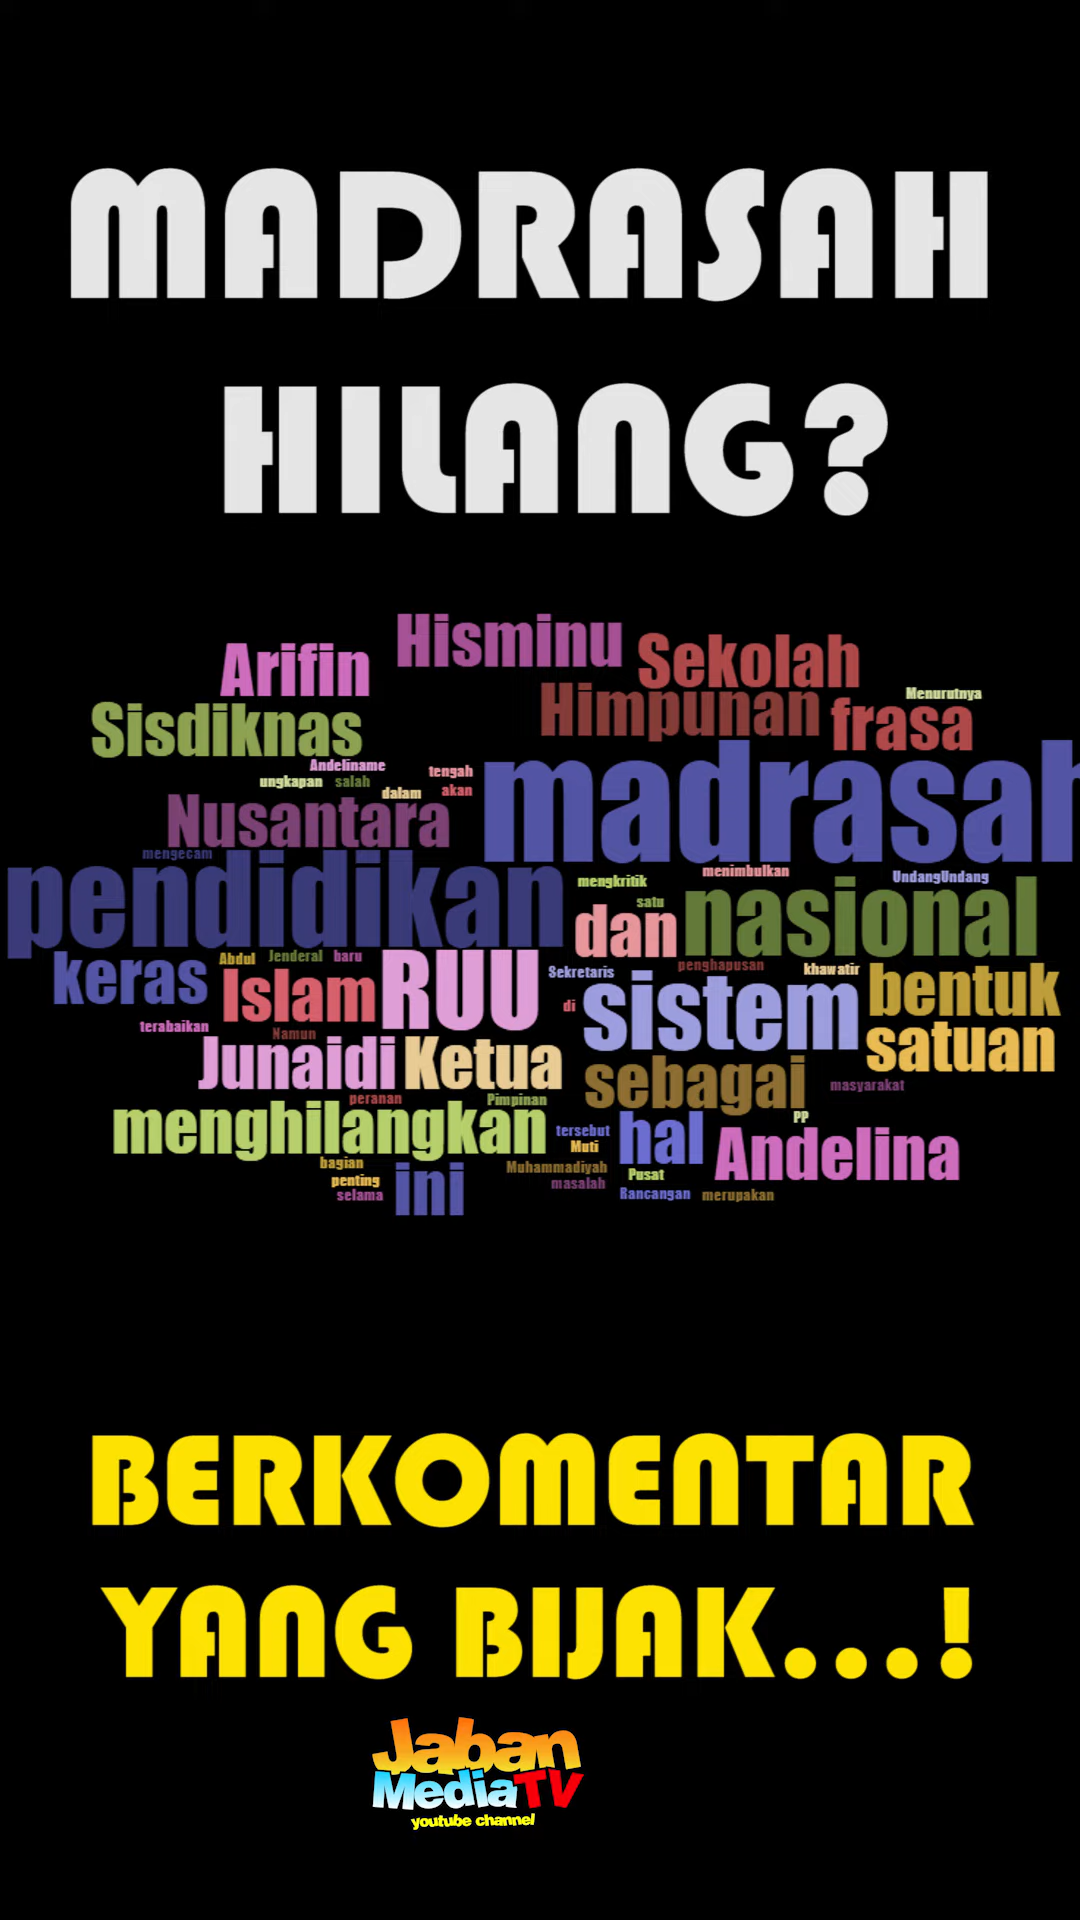 MADRASAH
HILANG?
Hisminu
Arifin
Sekolah
Himpunan
Menurutnya
Sisdiknas
frasa
Andeliname
tengah
ungkapan salah
akan
dalam
madrasah
Nusantara
mengecam
pendidikan
menimbulkan
UndangUndang
mengkritik
satu
dan
nasional
keras
Abdul Jenderal baru
Islam
RUU
Sekretaris
penghapusan
khawatir
di
sistem
bentuk
satuan
terabaikan
Namun
Junaidi
Ketua
sebagai
masyarakat
peranan
Pimpinan
menghilangkan
tersebut
Muti
hal
PP
Andelina
bagian
penting
selama
ini
Muhammadiyah
masalah
Pusat
Rancangan merupakan
BERKOMENTAR
YANG BIJAK...!
Jaban
MediaTV
youtube channel